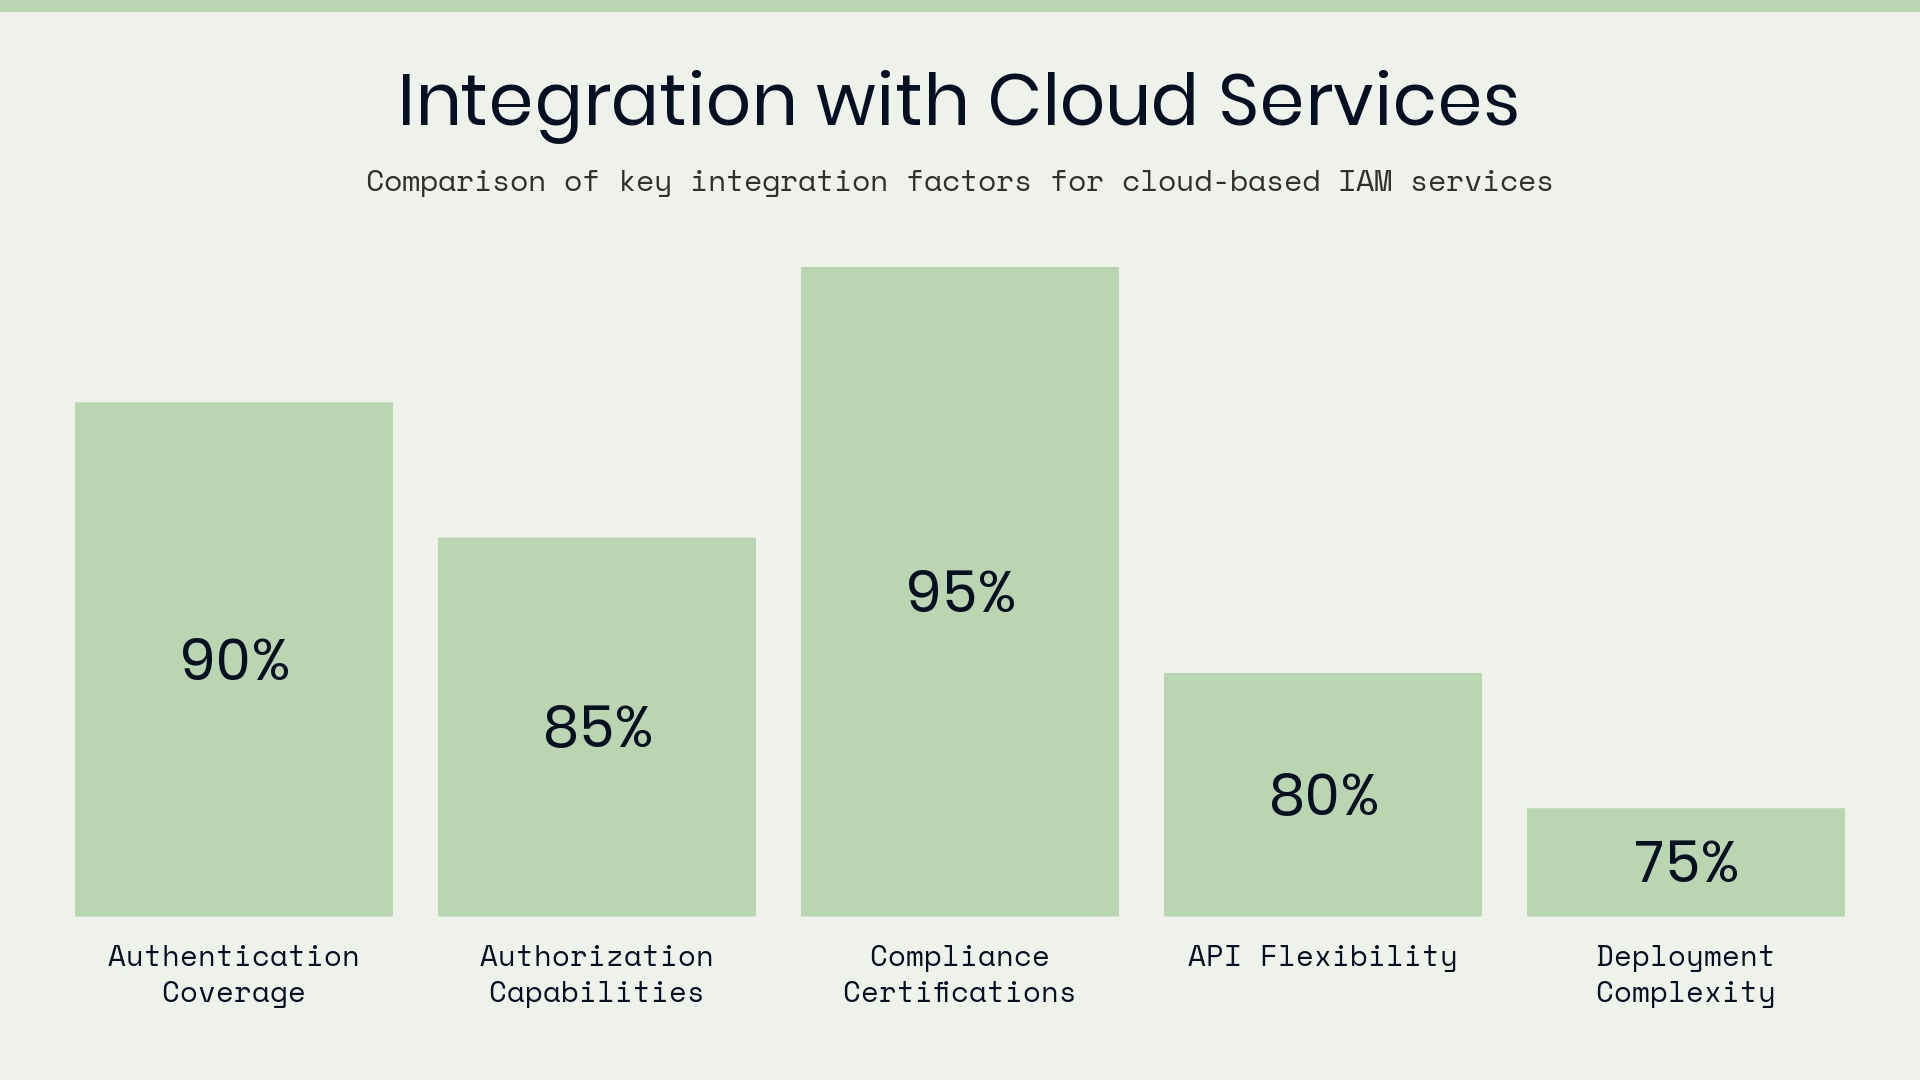 Integration with Cloud Services
Comparison of key integration factors for cloud-based IAM services
90%
85%
95%
80%
75%
Authentication
Coverage
Authorization
Capabilities
Compliance
Certifications
API Flexibility
Deployment
Complexity